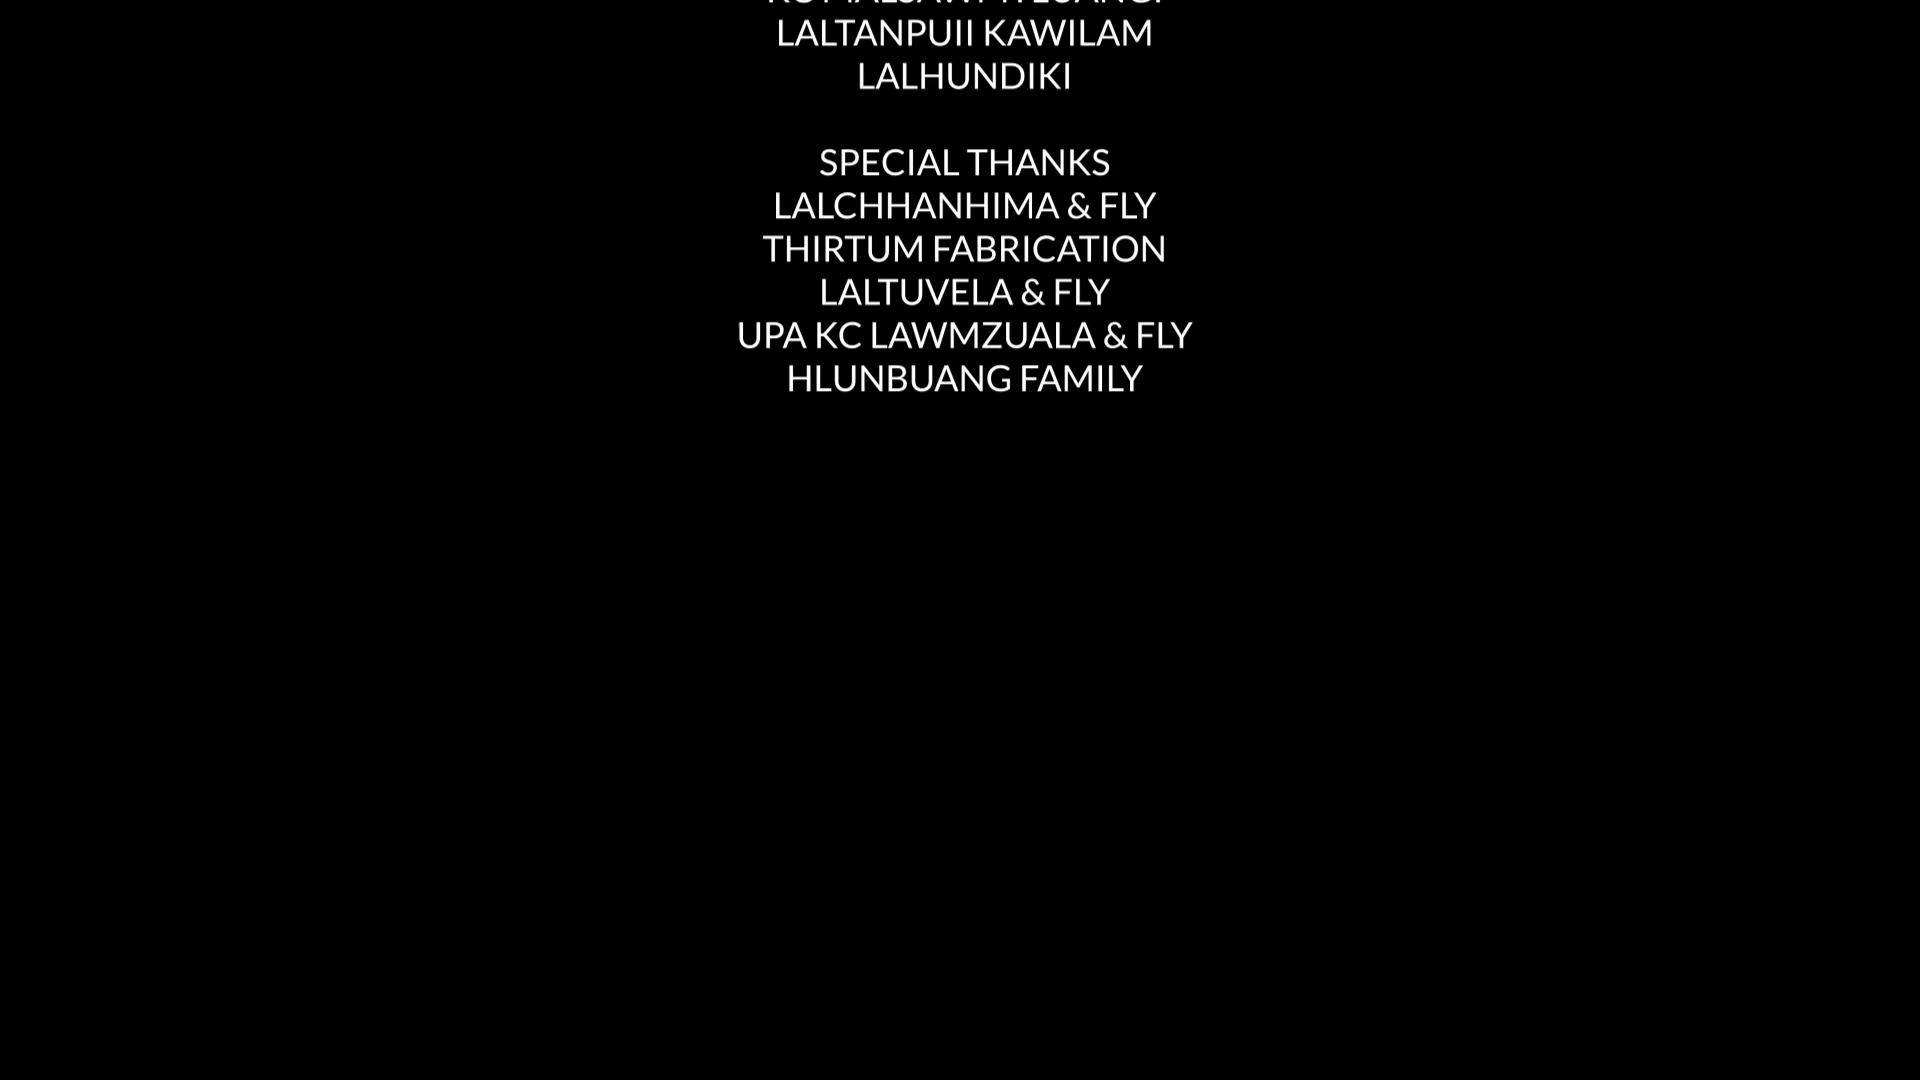 LALTANPUII KAWILAM
LALHUNDIKI
SPECIAL THANKS
LALCHHANHIMA & FLY
THIRTUM FABRICATION
LALTUVELA & FLY
UPA KC LAWMZUALA & FLY
HLUNBUANG FAMILY